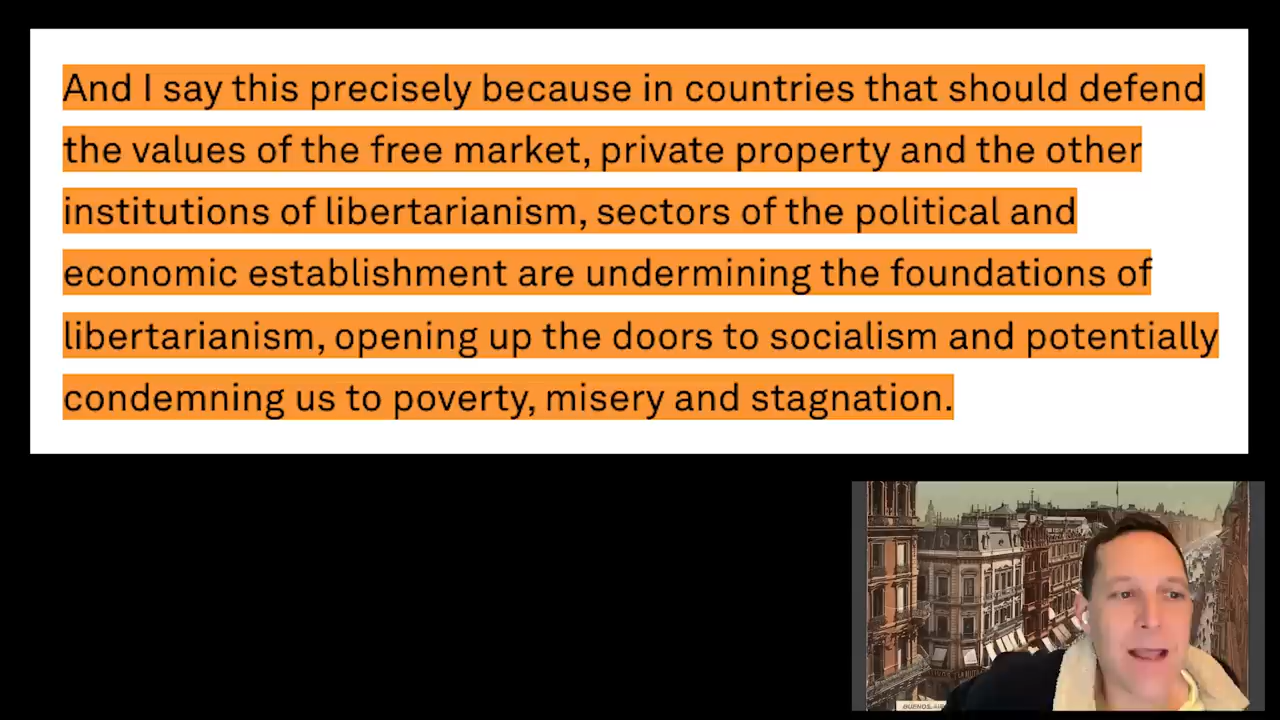 And I say this precisely because in countries that should defend
the values of the free market, private property and the other
institutions of libertarianism, sectors of the political and
economic establishment are undermining the foundations of
libertarianism, opening up the doors to socialism and potentially
condemning us to poverty, misery and stagnation.